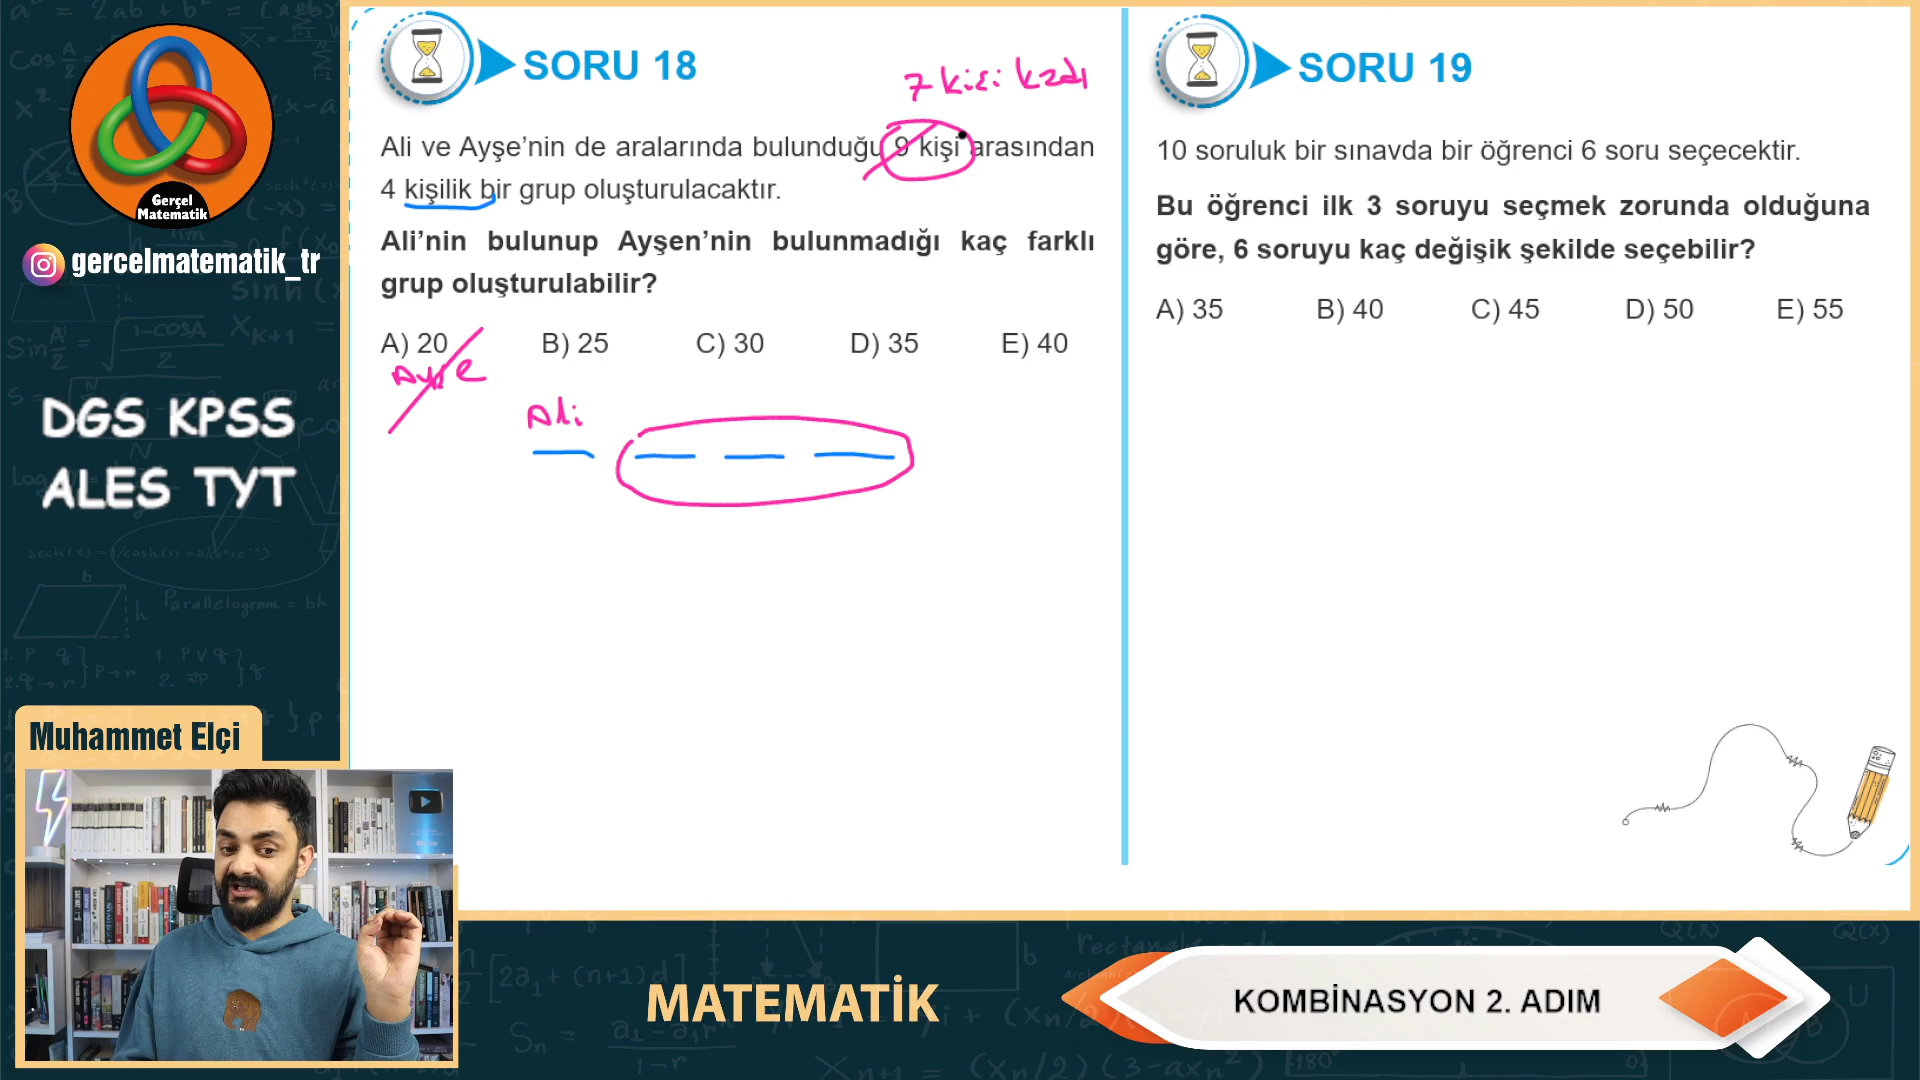 Gerçel
Matematik
gercelmatematik_tr
DGS KPSS
ALES TYT
Muhammet Elçi
SORU 18
7 kişi kaldı
Ali ve Ayşe’nin de aralarında bulunduğu 9 kişi arasından
4 kişilik bir grup oluşturulacaktır.
Ali’nin bulunup Ayşen’nin bulunmadığı kaç farklı
grup oluşturulabilir?
A) 20 B) 25 C) 30 D) 35 E) 40
Ayşe
Ali
SORU 19
10 soruluk bir sınavda bir öğrenci 6 soru seçecektir.
Bu öğrenci ilk 3 soruyu seçmek zorunda olduğuna
göre, 6 soruyu kaç değişik şekilde seçebilir?
A) 35 B) 40 C) 45 D) 50 E) 55
MATEMATİK
KOMBİNASYON 2. ADIM